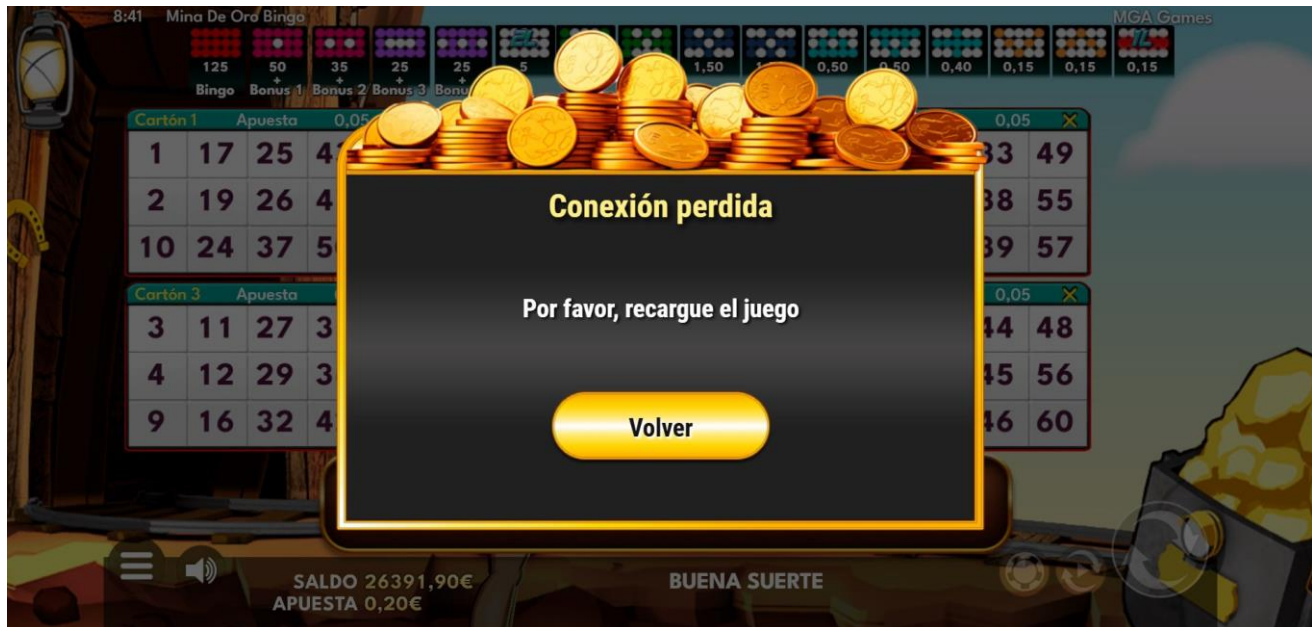 8:41 Mina De Oro Bingo MGA Games
125 50 35 25 25 5 1,50 0,50 0,50 0,40 0,15 0,15 0,15
+ + + +
Bingo Bonus 1 Bonus 2 Bonus 3
Cartón 1 Apuesta 0,05 0,05
1 17 25 33 49
2 19 26 38 55
10 24 37 39 57
Cartón 3 Apuesta 0,05
3 11 27 44 48
4 12 29 45 56
9 16 32 46 60
Conexión perdida
Por favor, recargue el juego
Volver
SALDO 26391,90€
APUESTA 0,20€
BUENA SUERTE